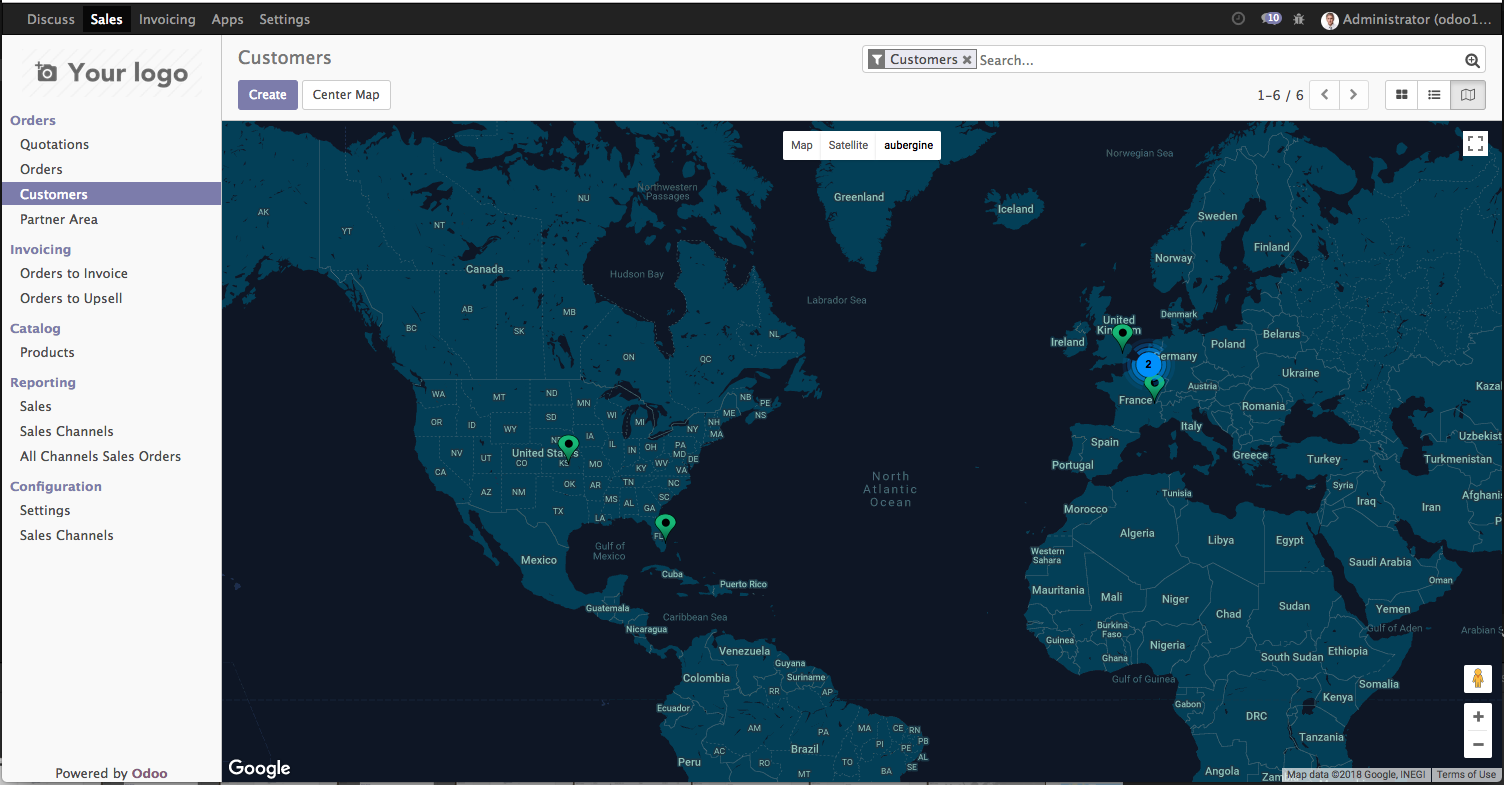 Discuss Sales Invoicing Apps Settings 10 Administrator (odoo1...
Your logo
Customers
Customers Search...
Create Center Map
1-6 / 6
Orders
Quotations
Orders
Customers
Partner Area
Invoicing
Orders to Invoice
Orders to Upsell
Catalog
Products
Reporting
Sales
Sales Channels
All Channels Sales Orders
Configuration
Settings
Sales Channels
Powered by Odoo
Map Satellite aubergine
Norwegian Sea
Northwestern
Passages
Greenland
Iceland
Sweden
Finland
Norway
AK
YT
NT
NU
Canada
Hudson Bay
Labrador Sea
AB
BC
SK
MB
ON
QC
NL
United
Kingdom
Denmark
Ireland
Belarus
Poland
Germany
2
Ukraine
Austria
France
Romania
Kaza
Italy
Spain
Portugal
Greece
Turkey
Uzbekist
Turkmenistan
WA
MT
ND
MN
NB
PE
NS
OR
ID
SD
WI
MI
ME
NH
MA
WY
NY
IA
NV
UT
CO
United States
KS
MO
IL
IN
OH
PA
MD
DE
WV
VA
KY
CA
AZ
NM
OK
AR
TN
NC
SC
MS
AL
GA
TX
LA
FL
North
Atlantic
Ocean
Gulf of
Mexico
Mexico
Cuba
Puerto Rico
Guatemala
Caribbean Sea
Nicaragua
Venezuela
Guyana
Suriname
Colombia
RR
AP
Ecuador
AM
PA
MA
CE
RN
PB
PI
PE
AL
SE
AC
Brazil
TO
RO
BA
MT
Peru
Tunisia
Syria
Iraq
Iran
Afghanis
P
Morocco
Algeria
Libya
Egypt
Western
Sahara
Saudi Arabia
Oman
Mauritania
Mali
Niger
Chad
Sudan
Yemen
Gulf of Aden
Arabian S
Burkina
Faso
Guinea
Nigeria
Ghana
South Sudan
Ethiopia
Gulf of Guinea
Somalia
Gabon
Kenya
DRC
Tanzania
Angola
Zam
Google
Map data ©2018 Google, INEGI Terms of Use